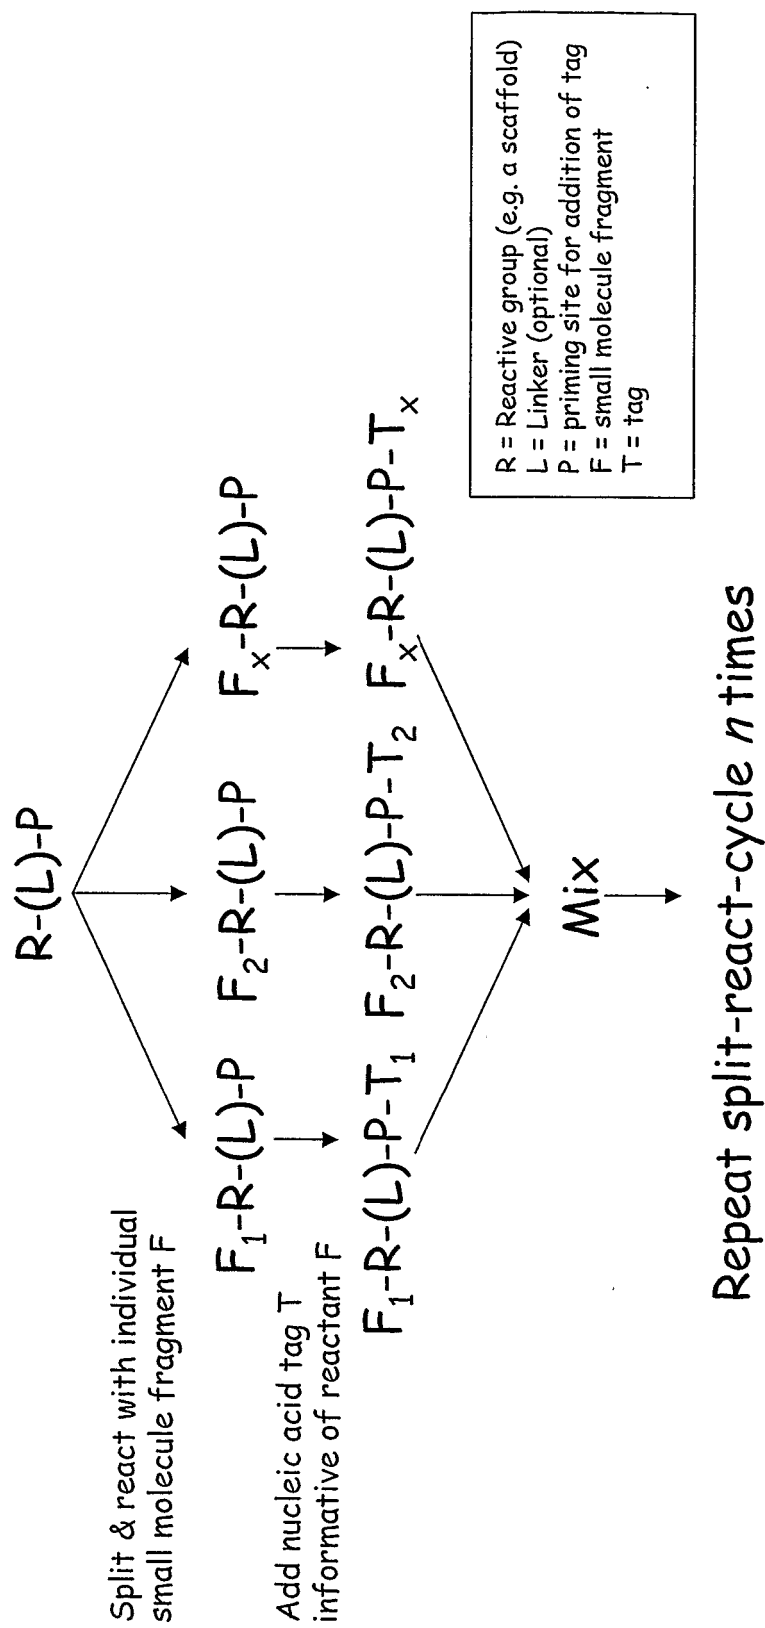 R-(L)-P
Split & react with individual
small molecule fragment F
F₁-R-(L)-P F₂-R-(L)-P Fₓ-R-(L)-P
Add nucleic acid tag T
informative of reactant F
F₁-R-(L)-P-T₁ F₂-R-(L)-P-T₂ Fₓ-R-(L)-P-Tₓ
Mix
Repeat split-react-cycle n times
R = Reactive group (e.g. a scaffold)
L = Linker (optional)
P = priming site for addition of tag
F = small molecule fragment
T = tag